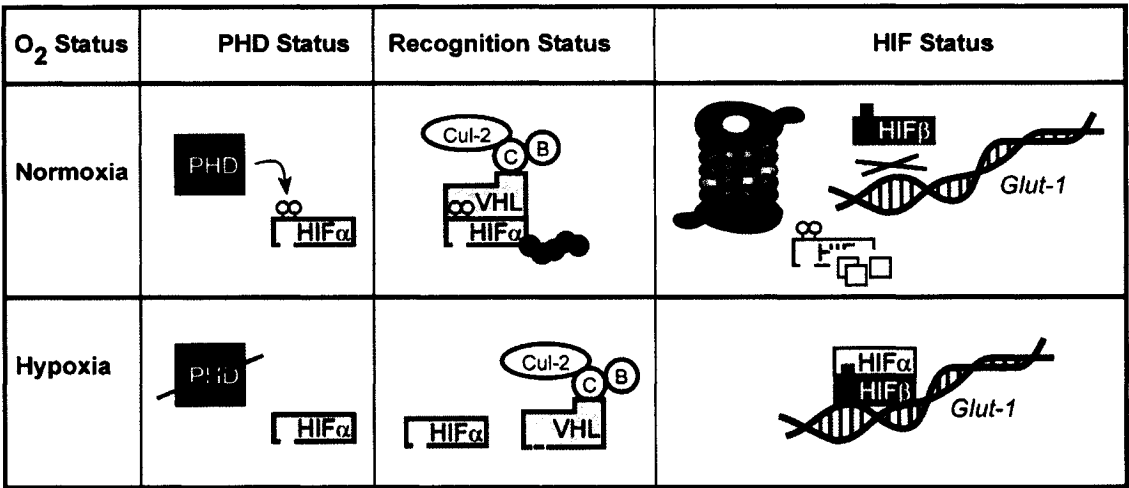 O2 Status PHD Status Recognition Status HIF Status
Normoxia
PHD
HIFα
Cul-2
C
B
VHL
HIFα
HIFβ
Glut-1
Hypoxia
PHD
HIFα
Cul-2
C
B
HIFα
VHL
HIFα
HIFβ
Glut-1